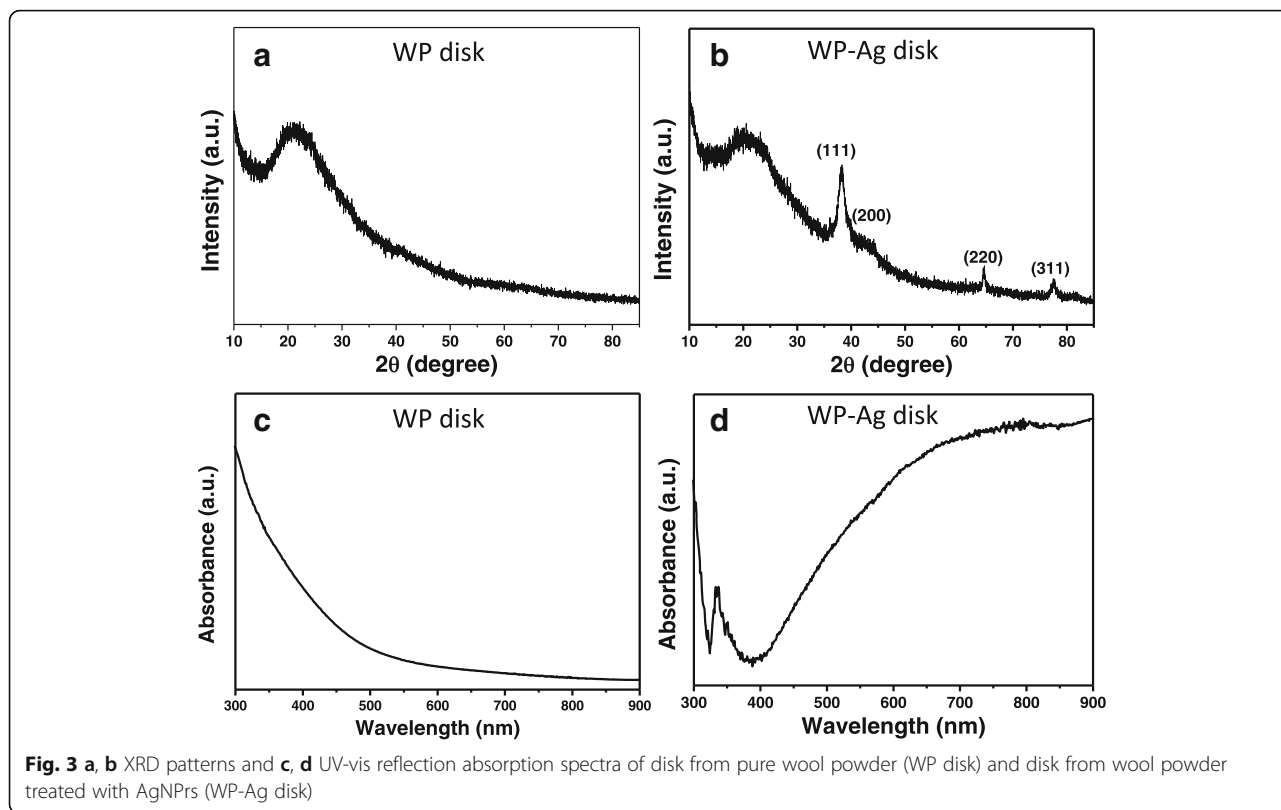 a
WP disk
Intensity (a.u.)
10 20 30 40 50 60 70 80
2θ (degree)
b
WP-Ag disk
(111)
(200)
(220)
(311)
Intensity (a.u.)
10 20 30 40 50 60 70 80
2θ (degree)
c
WP disk
Absorbance (a.u.)
300 400 500 600 700 800 900
Wavelength (nm)
d
WP-Ag disk
Absorbance (a.u.)
300 400 500 600 700 800 900
Wavelength (nm)
Fig. 3 a, b XRD patterns and c, d UV-vis reflection absorption spectra of disk from pure wool powder (WP disk) and disk from wool powder
treated with AgNPrs (WP-Ag disk)